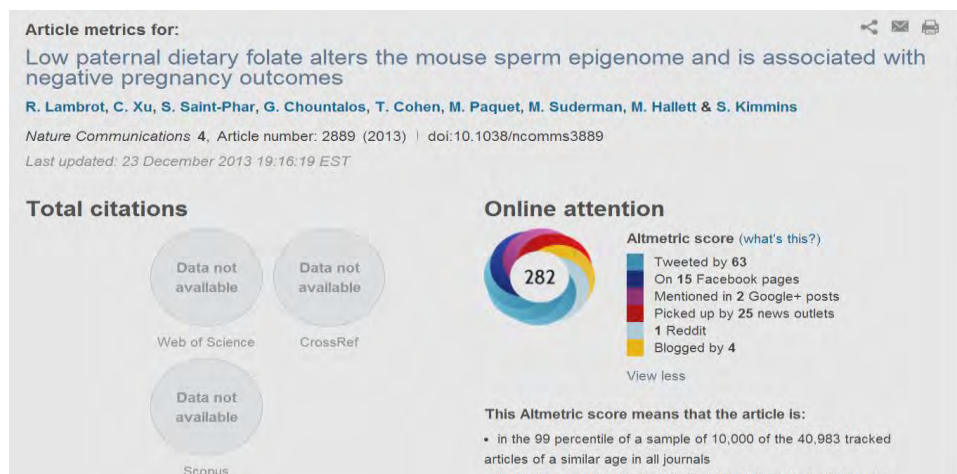 Article metrics for:
Low paternal dietary folate alters the mouse sperm epigenome and is associated with
negative pregnancy outcomes
R. Lambrot, C. Xu, S. Saint-Phar, G. Chountalos, T. Cohen, M. Paquet, M. Suderman, M. Hallett & S. Kimmins
Nature Communications 4, Article number: 2889 (2013) | doi:10.1038/ncomms3889
Last updated: 23 December 2013 19:16:19 EST
Total citations
Data not
available
Web of Science
Data not
available
CrossRef
Data not
available
Scopus
Online attention
282
Altmetric score (what's this?)
Tweeted by 63
On 15 Facebook pages
Mentioned in 2 Google+ posts
Picked up by 25 news outlets
1 Reddit
Blogged by 4
View less
This Altmetric score means that the article is:
• in the 99 percentile of a sample of 10,000 of the 40,983 tracked
articles of a similar age in all journals